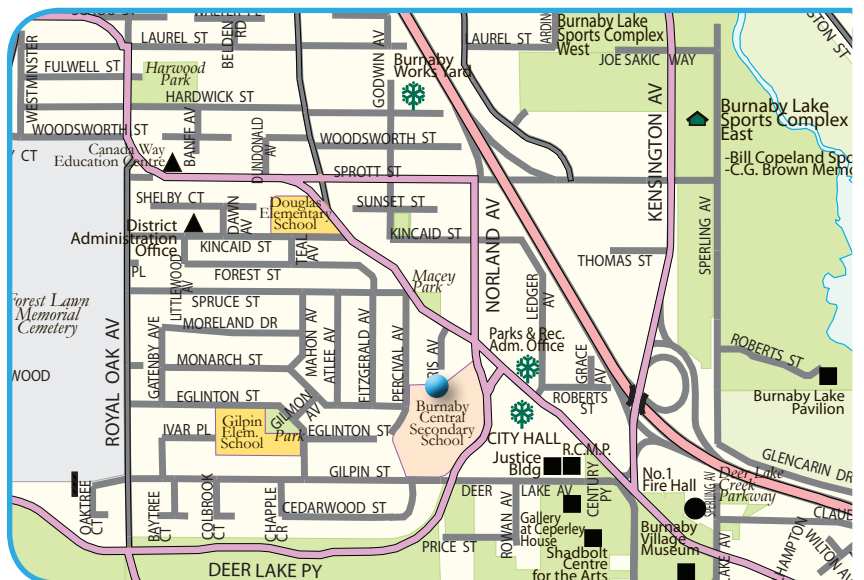 LAUREL ST
BELDEN
RD
GODWIN AV
LAUREL ST
Burnaby Lake
Sports Complex
West
WESTMINSTER
FULWELL ST
Harwood
Park
Burnaby
Works Yard
JOE SAKIC WAY
HARDWICK ST
KENSINGTON AV
Burnaby Lake
Sports Complex
East
WOODSWORTH ST
BANFF AV
DUNDONALD
AV
WOODSWORTH ST
CT
Canada Way
Education Centre
-Bill Copeland Spo
-C.G. Brown Memo
SPROTT ST
SHELBY CT
DAWN
AV
Douglas
Elementary
School
SUNSET ST
NORLAND AV
SPERLING AV
District
Administration
Office
KINCAID ST
TEAL
AV
KINCAID ST
THOMAS ST
PL
LITTLEWOOD
AV
FOREST ST
Macey
Park
LEDGER
AV
Forest Lawn
Memorial
Cemetery
SPRUCE ST
MORELAND DR
ROYAL OAK AV
GATENBY AVE
MAHON AV
ATLEE AV
FITZGERALD AV
PERCIVAL AV
Parks & Rec.
Adm. Office
GRACE
AV
ROBERTS ST
MONARCH ST
IRIS AV
WOOD
EGLINTON ST
GILMON
AV
Burnaby
Central
Secondary
School
ROBERTS
ST
Burnaby Lake
Pavilion
Gilpin
Elem.
School
Park
IVAR PL
EGLINTON ST
CITY HALL
Justice
Bldg
R.C.M.P.
GLENCARIN DR
GILPIN ST
No.1
Fire Hall
Deer Lake
Creek
Parkway
DEER
LAKE AV
CENTURY
PY
SPERLING AV
OAKTREE
CT
BAYTREE
CT
COLBROOK
CT
CHAPPLE
CR
CEDARWOOD ST
ROWAN AV
Gallery
at Ceperley
House
Burnaby
Village
Museum
CLAUD
PRICE ST
Shadbolt
Centre
for the Arts
LAKE AV
HAMPTON
WILTON AV
DEER LAKE PY